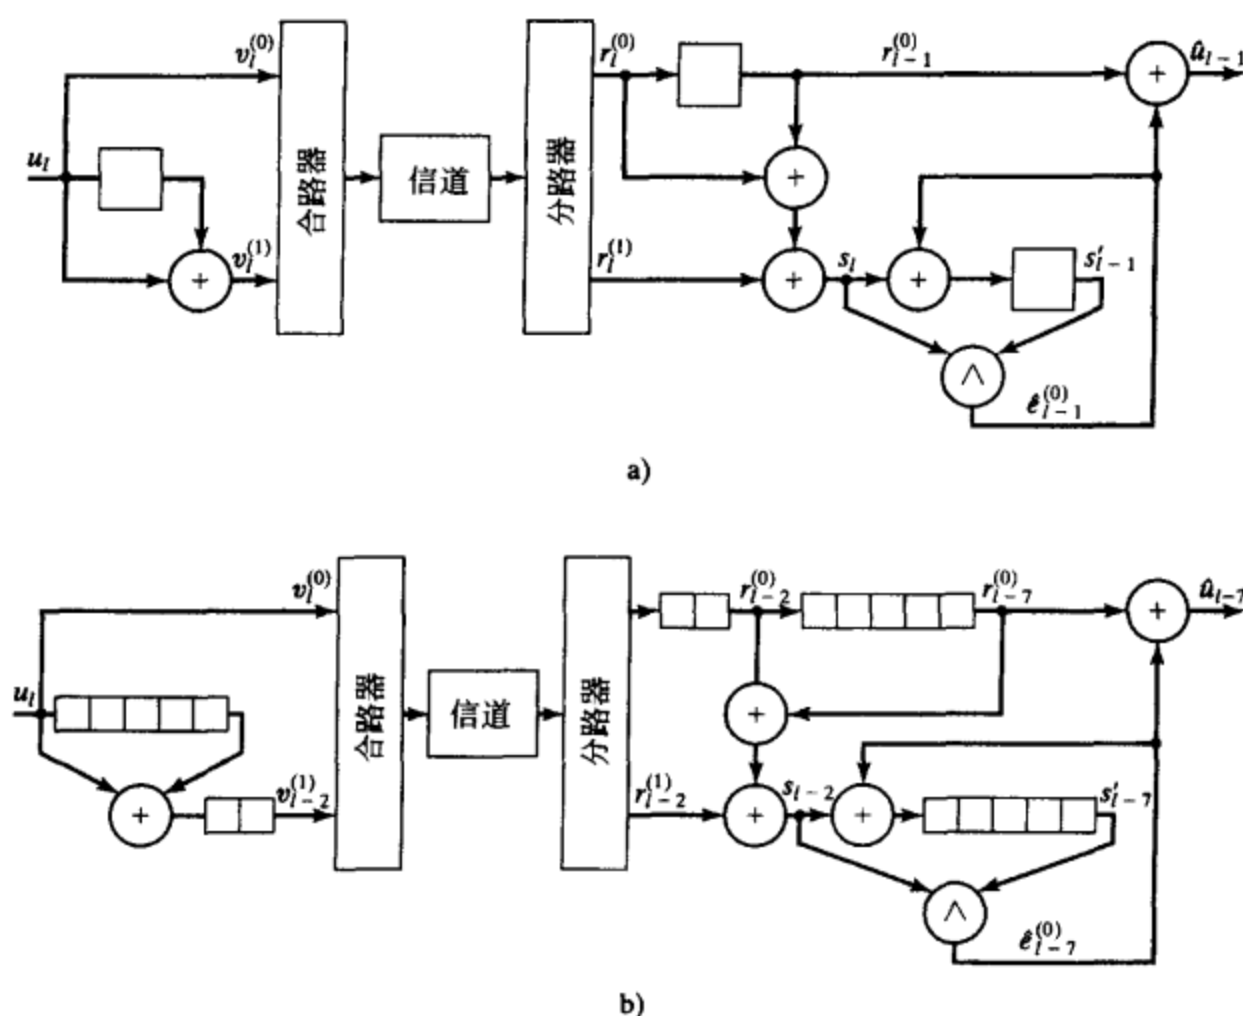 v_l^{(0)}
r_l^{(0)}
r_{l-1}^{(0)}
+
û_{l-1}
u_l
合路器
信道
分路器
+
+
v_l^{(1)}
r_l^{(1)}
+
s_l
+
s'_{l-1}
∧
ê_{l-1}^{(0)}
a)
v_l^{(0)}
r_{l-2}^{(0)}
r_{l-7}^{(0)}
+
û_{l-7}
u_l
合路器
信道
分路器
+
+
v_{l-2}^{(1)}
r_{l-2}^{(1)}
+
s_{l-2}
+
s'_{l-7}
∧
ê_{l-7}^{(0)}
b)